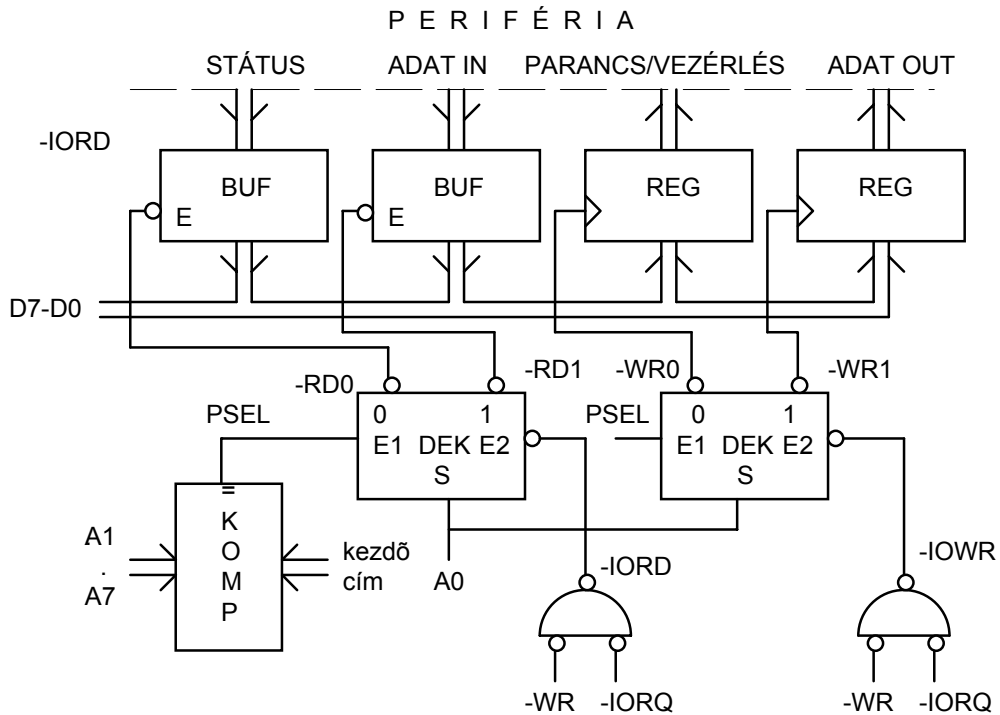 P E R I F É R I A
STÁTUS ADAT IN PARANCS/VEZÉRLÉS ADAT OUT
-IORD
BUF BUF REG REG
E E
D7-D0
-RD0 -RD1 -WR0 -WR1
PSEL 0 1 PSEL 0 1
E1 DEK E2 E1 DEK E2
S S
=
K
O
M
P
A1
.
A7
kezdõ
cím
A0
-IORD -IOWR
-WR -IORQ -WR -IORQ